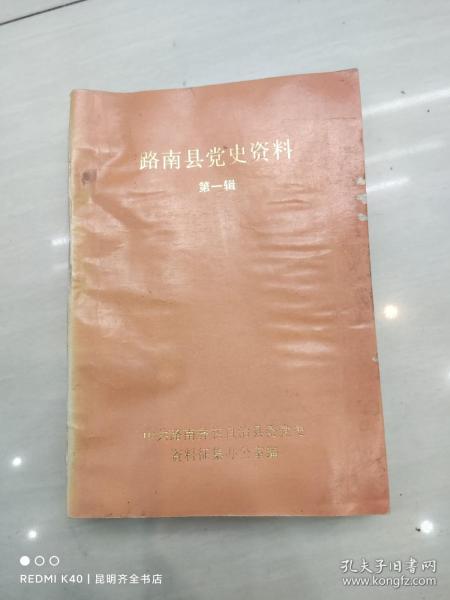 路南县党史资料
第一辑
中共路南彝族自治县委党史
资料征集办公室编
REDMI K40 | 昆明齐全书店
孔夫子旧书网
www.kongfz.com